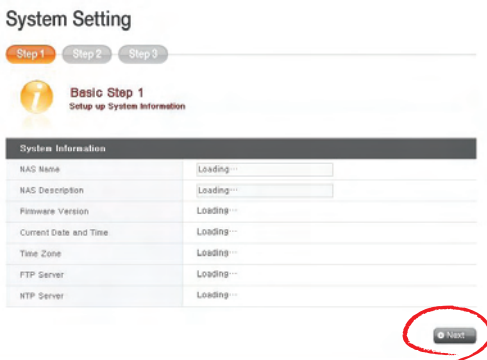 System Setting
Step 1 Step 2 Step 3
Basic Step 1
Setup up System Information
System Information
NAS Name Loading···
NAS Description Loading···
Firmware Version Loading···
Current Date and Time Loading···
Time Zone Loading···
FTP Server Loading···
NTP Server Loading···
Next